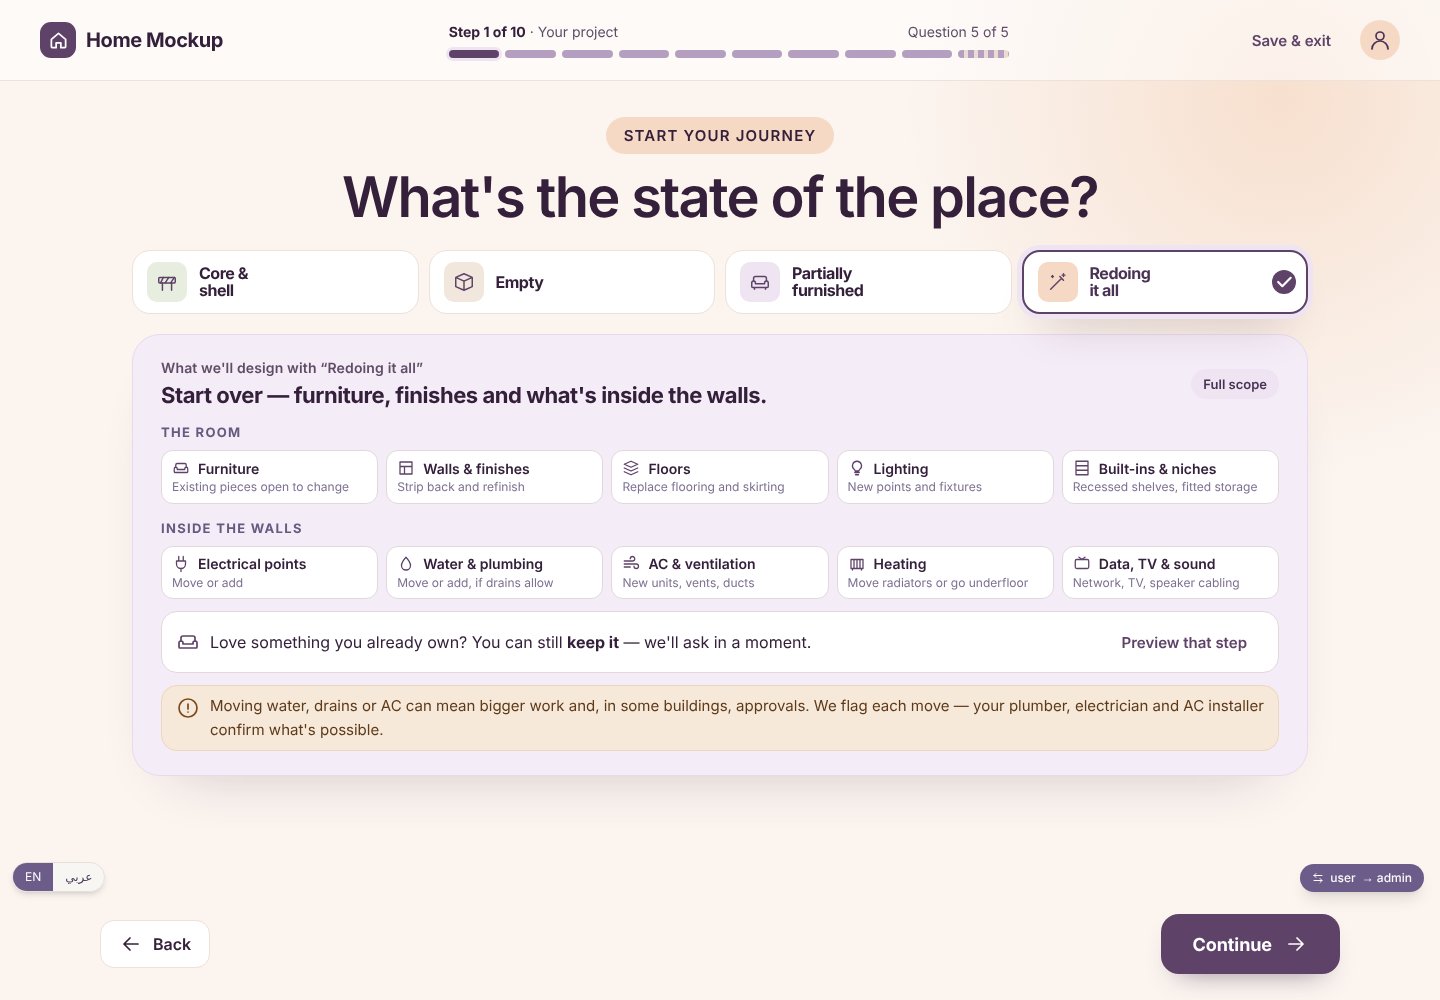 Home Mockup
Step 1 of 10 · Your project
Question 5 of 5
Save & exit
START YOUR JOURNEY
What's the state of the place?
Core &
shell
Empty
Partially
furnished
Redoing
it all
What we'll design with “Redoing it all”
Start over — furniture, finishes and what's inside the walls.
Full scope
THE ROOM
Furniture
Existing pieces open to change
Walls & finishes
Strip back and refinish
Floors
Replace flooring and skirting
Lighting
New points and fixtures
Built-ins & niches
Recessed shelves, fitted storage
INSIDE THE WALLS
Electrical points
Move or add
Water & plumbing
Move or add, if drains allow
AC & ventilation
New units, vents, ducts
Heating
Move radiators or go underfloor
Data, TV & sound
Network, TV, speaker cabling
Love something you already own? You can still keep it — we'll ask in a moment.
Preview that step
Moving water, drains or AC can mean bigger work and, in some buildings, approvals. We flag each move — your plumber, electrician and AC installer
confirm what's possible.
EN
عربي
user → admin
Back
Continue